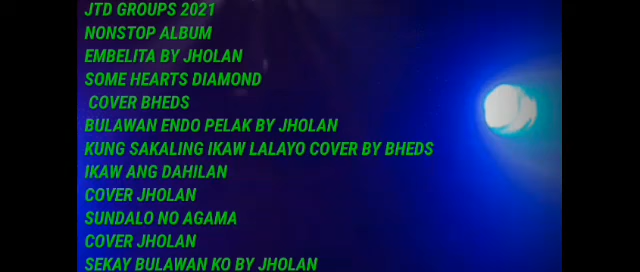 JTD GROUPS 2021
NONSTOP ALBUM
EMBELITA BY JHOLAN
SOME HEARTS DIAMOND
COVER BHEDS
BULAWAN ENDO PELAK BY JHOLAN
KUNG SAKALING IKAW LALAYO COVER BY BHEDS
IKAW ANG DAHILAN
COVER JHOLAN
SUNDALO NO AGAMA
COVER JHOLAN
SEKAY BULAWAN KO BY JHOLAN